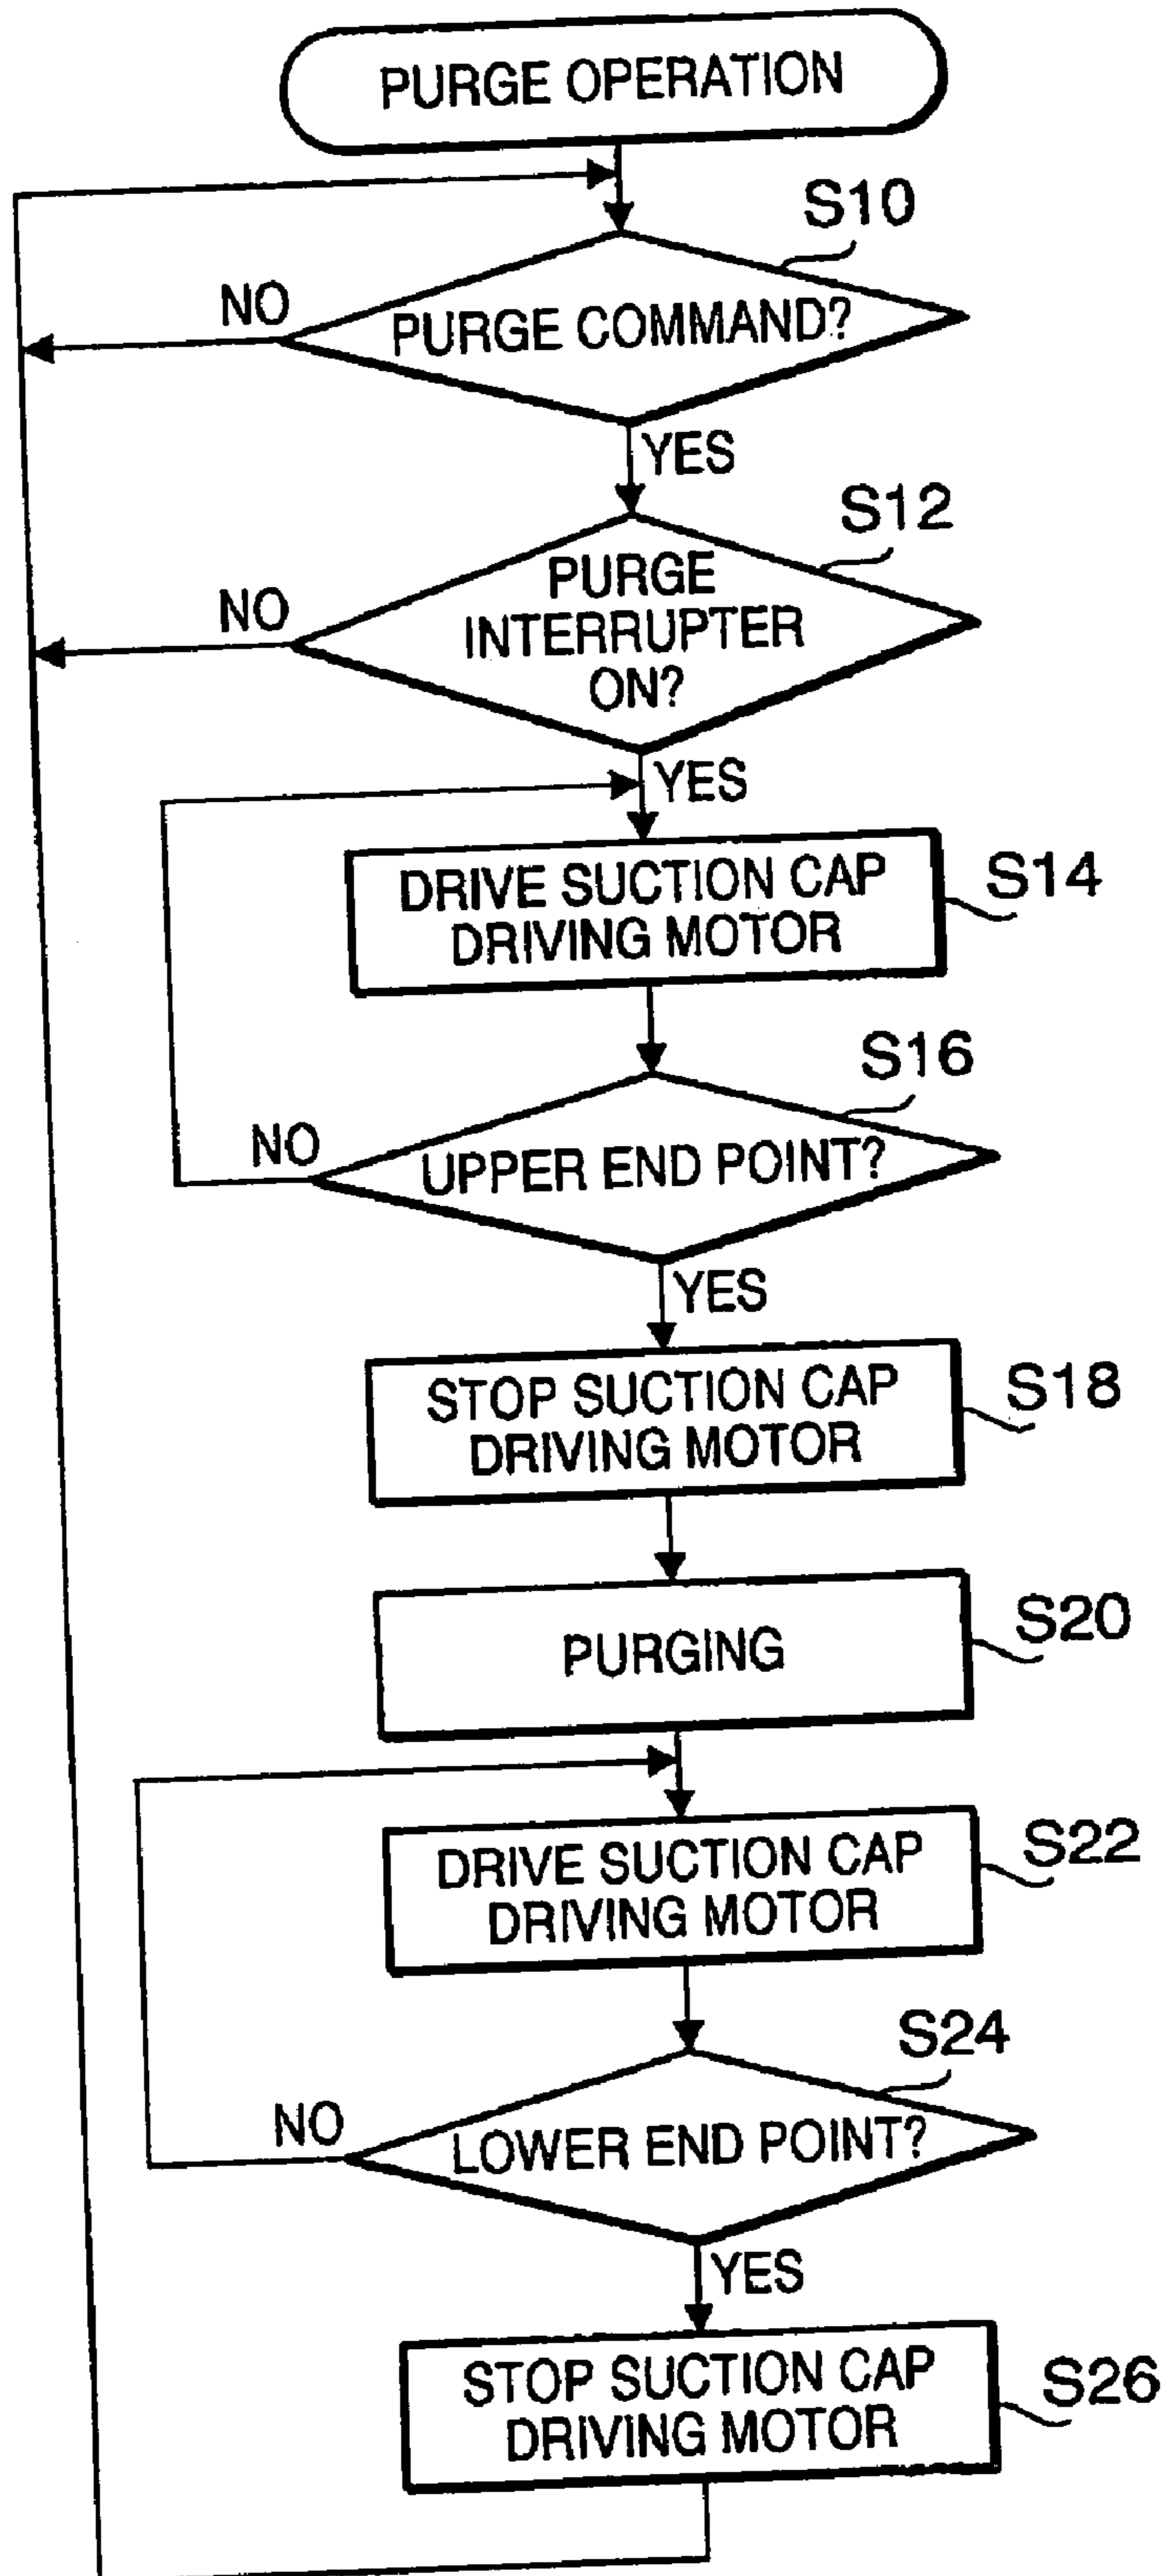 PURGE OPERATION
S10
NO
PURGE COMMAND?
YES
S12
NO
PURGE
INTERRUPTER
ON?
YES
DRIVE SUCTION CAP
DRIVING MOTOR
S14
S16
NO
UPPER END POINT?
YES
STOP SUCTION CAP
DRIVING MOTOR
S18
PURGING
S20
DRIVE SUCTION CAP
DRIVING MOTOR
S22
S24
NO
LOWER END POINT?
YES
STOP SUCTION CAP
DRIVING MOTOR
S26